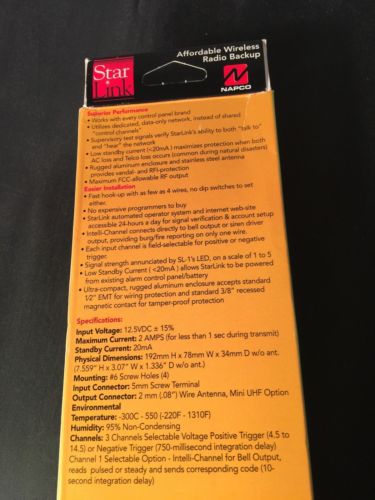 Star
Link
Affordable Wireless
Radio Backup
NAPCO
Superior Performance
• Works with every control panel brand
• Utilizes dedicated, data-only network, instead of shared
"control channels"
• Supervisory test signals verify StarLink's ability to both "talk to"
and "hear" the network
• Low standby current (<20mA) maximizes protection when both
AC loss and Telco loss occurs (common during natural disasters)
• Rugged aluminum enclosure and stainless steel antenna
provides vandal- and RFI-protection
• Maximum FCC-allowable RF output
Easier Installation
• Fast hook-up with as few as 4 wires, no dip switches to set
either.
• No expensive programmers to buy
• StarLink automated operator system and internet web-site
accessible 24-hours a day for signal verification & account setup
• Intelli-Channel connects directly to bell output or siren driver
output, providing burg/fire reporting on only one wire.
• Each input channel is field-selectable for positive or negative
trigger.
• Signal strength annunciated by SL-1's LED, on a scale of 1 to 5
• Low Standby Current (<20mA) allows StarLink to be powered
from existing alarm control panel/battery
• Ultra-compact, rugged aluminum enclosure accepts standard
1/2" EMT for wiring protection and standard 3/8" recessed
magnetic contact for tamper-proof protection
Specifications:
Input Voltage: 12.5VDC ± 15%
Maximum Current: 2 AMPS (for less than 1 sec during transmit)
Standby Current: 20mA
Physical Dimensions: 192mm H x 78mm W x 34mm D w/o ant.
(7.559" H x 3.07" W x 1.336" D w/o ant.)
Mounting: #6 Screw Holes (4)
Input Connector: 5mm Screw Terminal
Output Connector: 2 mm (.08") Wire Antenna, Mini UHF Option
Environmental
Temperature: -300C - 550 (-220F - 1310F)
Humidity: 95% Non-Condensing
Channels: 3 Channels Selectable Voltage Positive Trigger (4.5 to
14.5) or Negative Trigger (750-millisecond integration delay)
Channel 1 Selectable Option - Intelli-Channel for Bell Output,
reads pulsed or steady and sends corresponding code (10-
second integration delay)